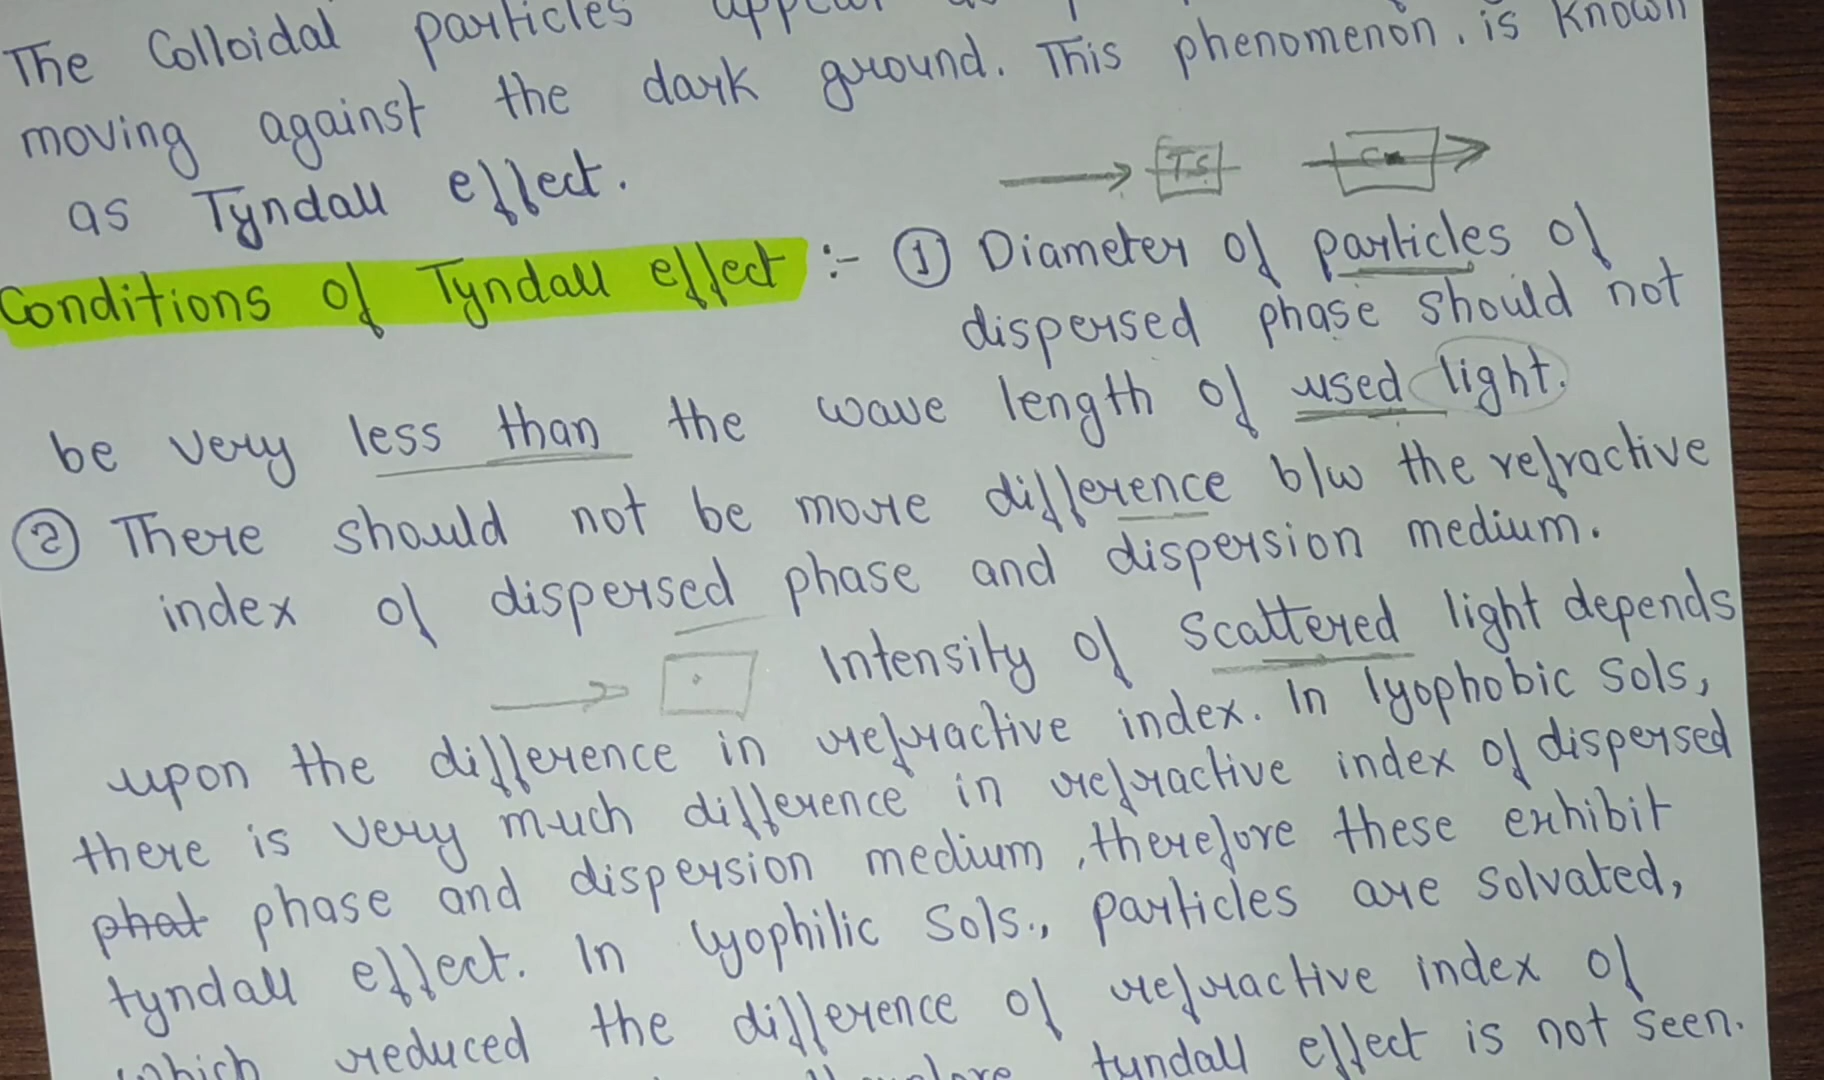 The Colloidal particles appear
moving against the dark ground. This phenomenon. is known
as Tyndall effect.
TS
Conditions of Tyndall effect :- ① Diameter of particles of
dispersed phase should not
be very less than the wave length of used light.
② There should not be more difference b/w the refractive
index of dispersed phase and dispersion medium.
Intensity of Scattered light depends
upon the difference in refractive index. In lyophobic Sols,
there is very much difference in refractive index of dispersed
phat phase and dispersion medium, therefore these exhibit
tyndall effect. In lyophilic Sols., particles are solvated,
which reduced the difference of refractive index of
tyndall effect is not seen.